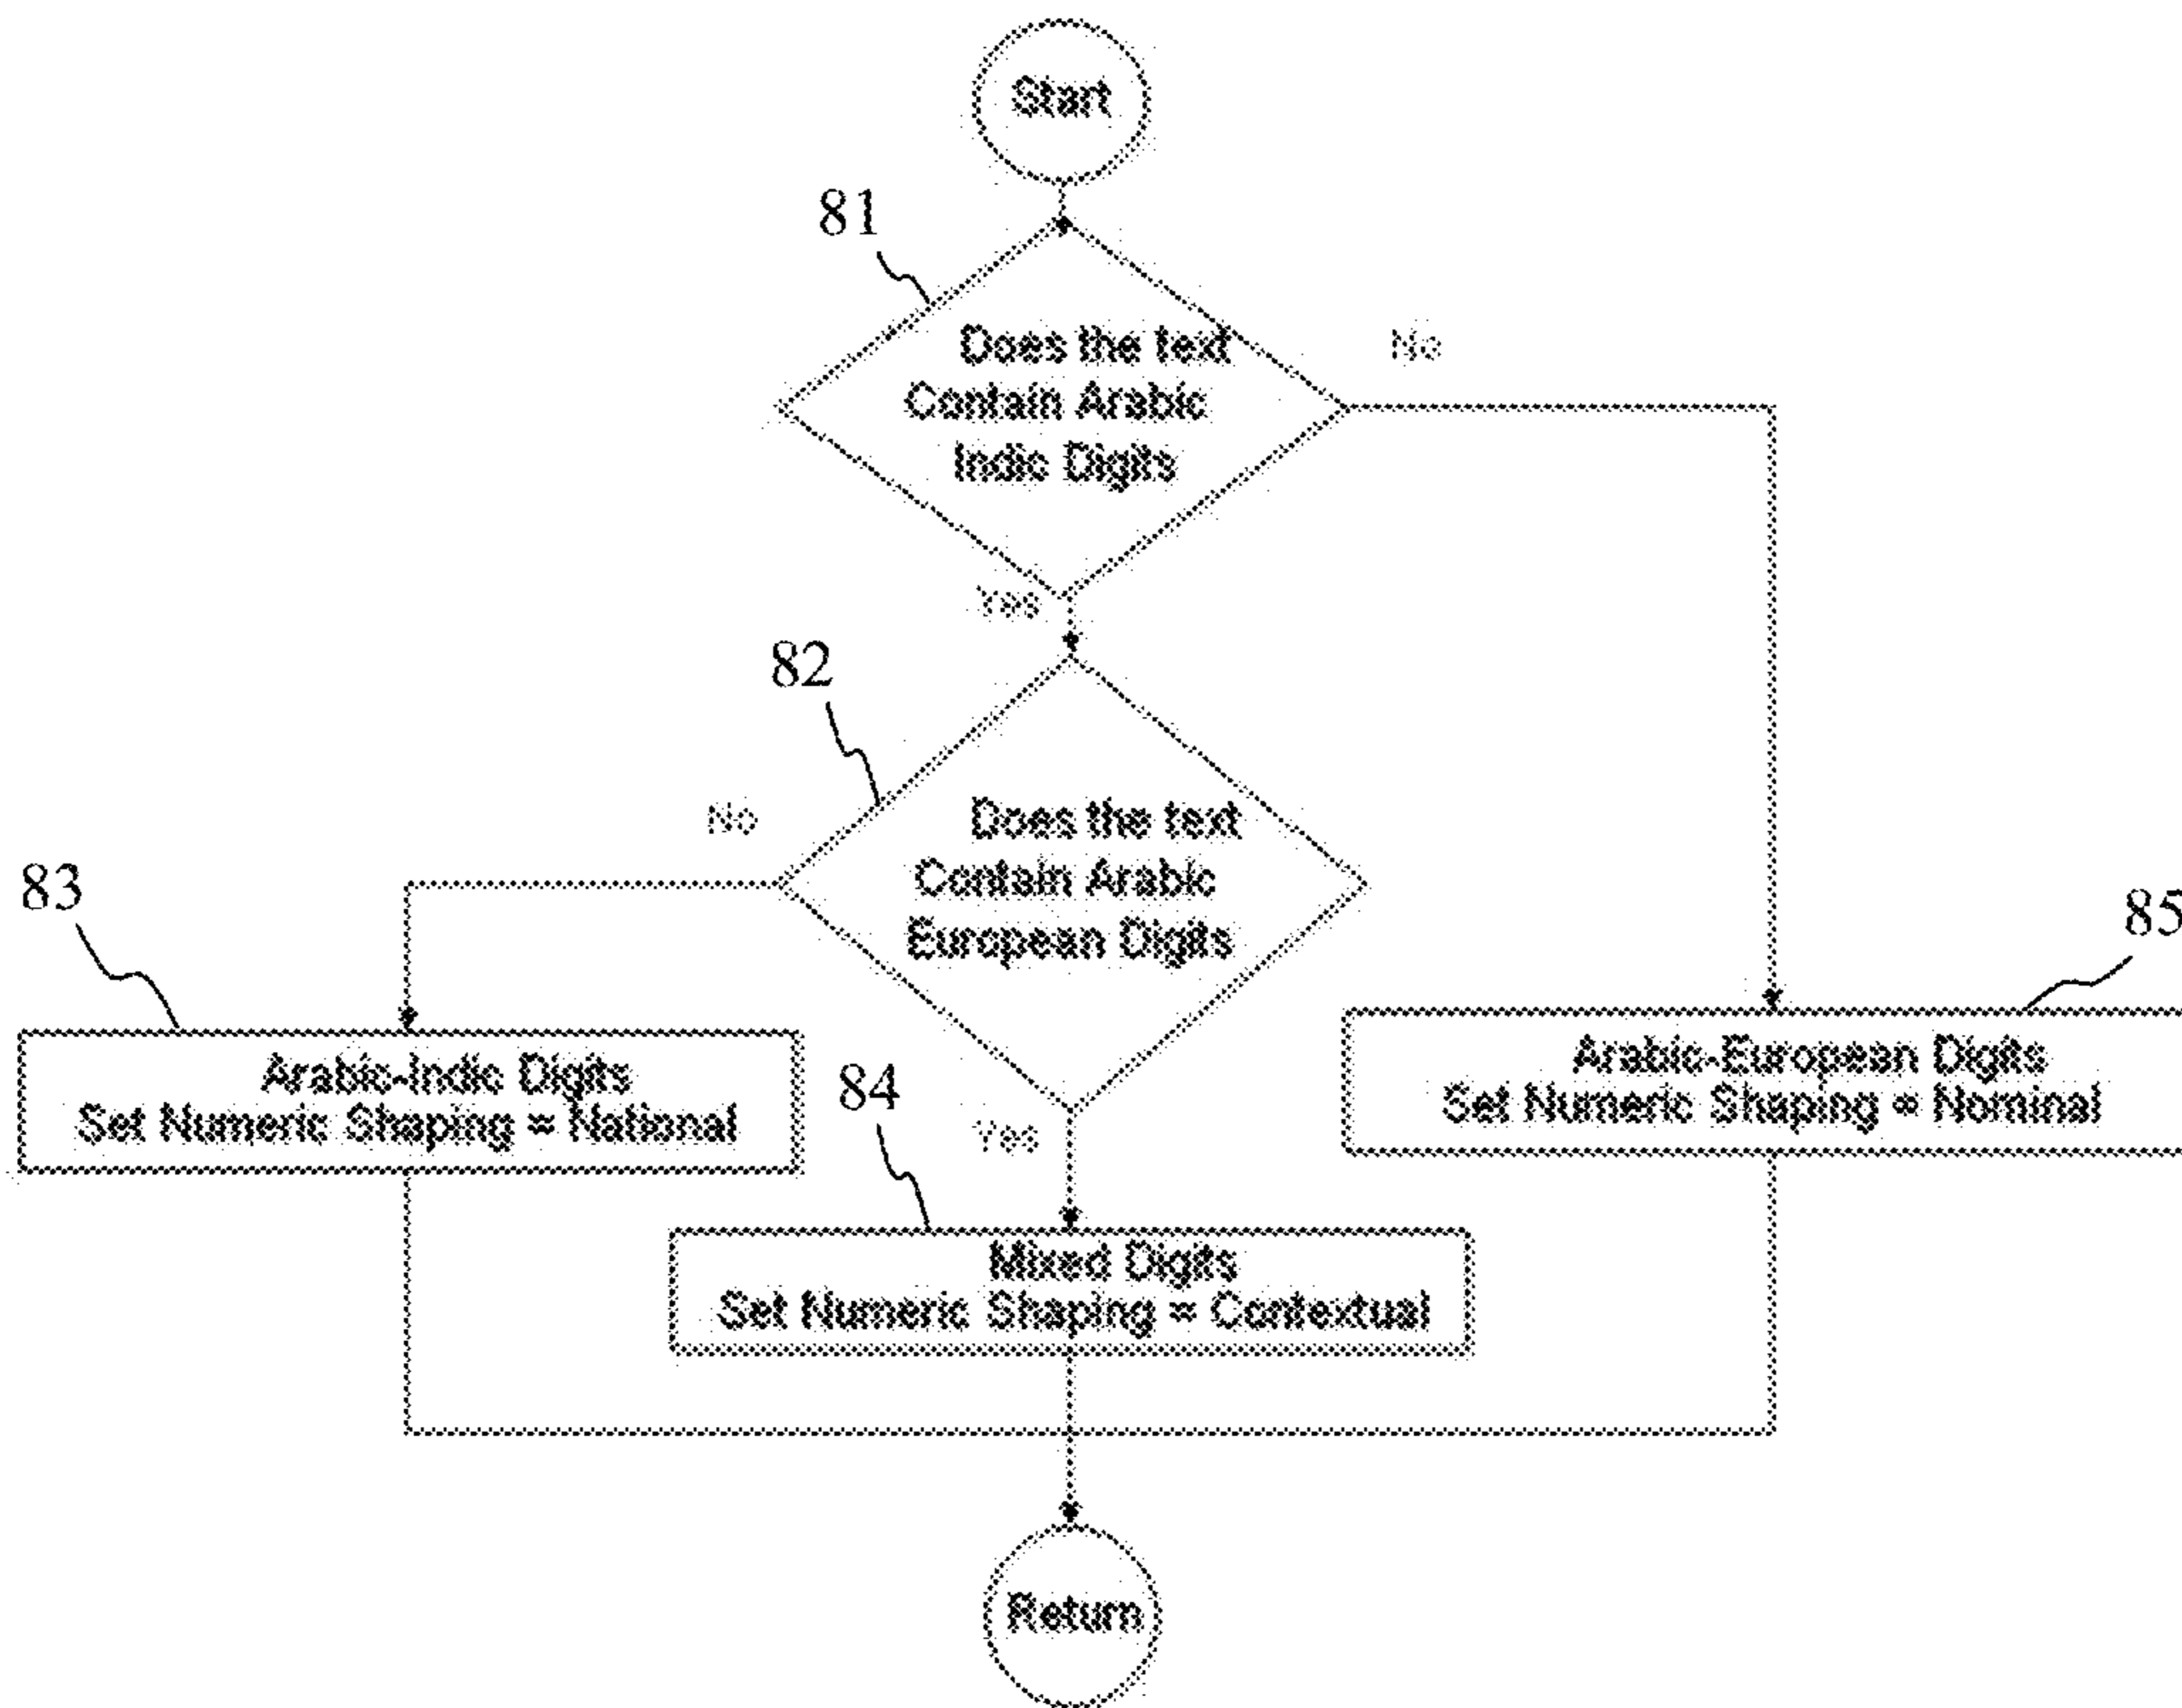 Start
81
Does the text
Contain Arabic
Indic Digits
No
Yes
82
Does the text
Contain Arabic
European Digits
No
Yes
83
Arabic-Indic Digits
Set Numeric Shaping = National
84
Mixed Digits
Set Numeric Shaping = Contextual
85
Arabic-European Digits
Set Numeric Shaping = Nominal
Return